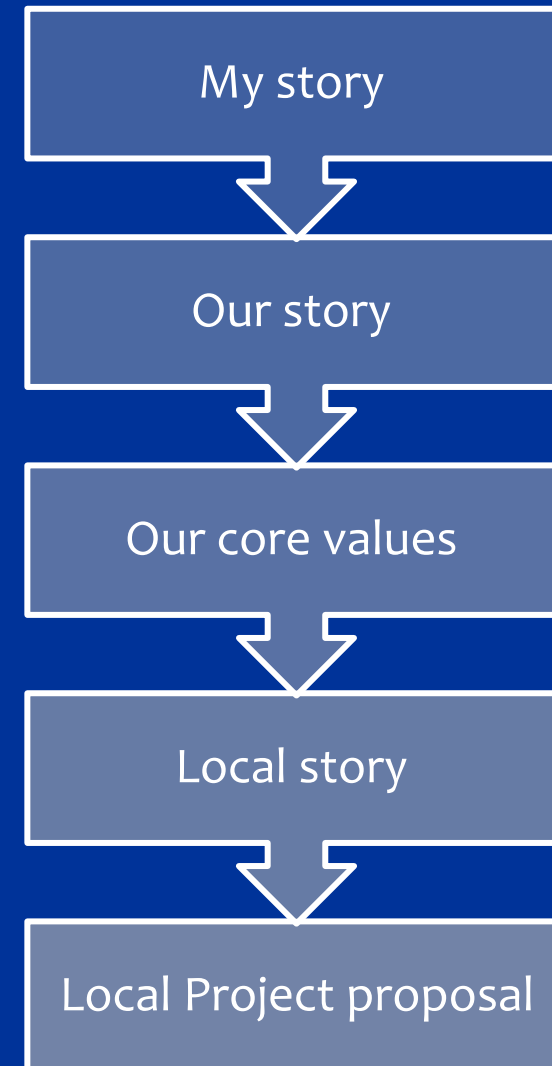 My story
Our story
Our core values
Local story
Local Project proposal